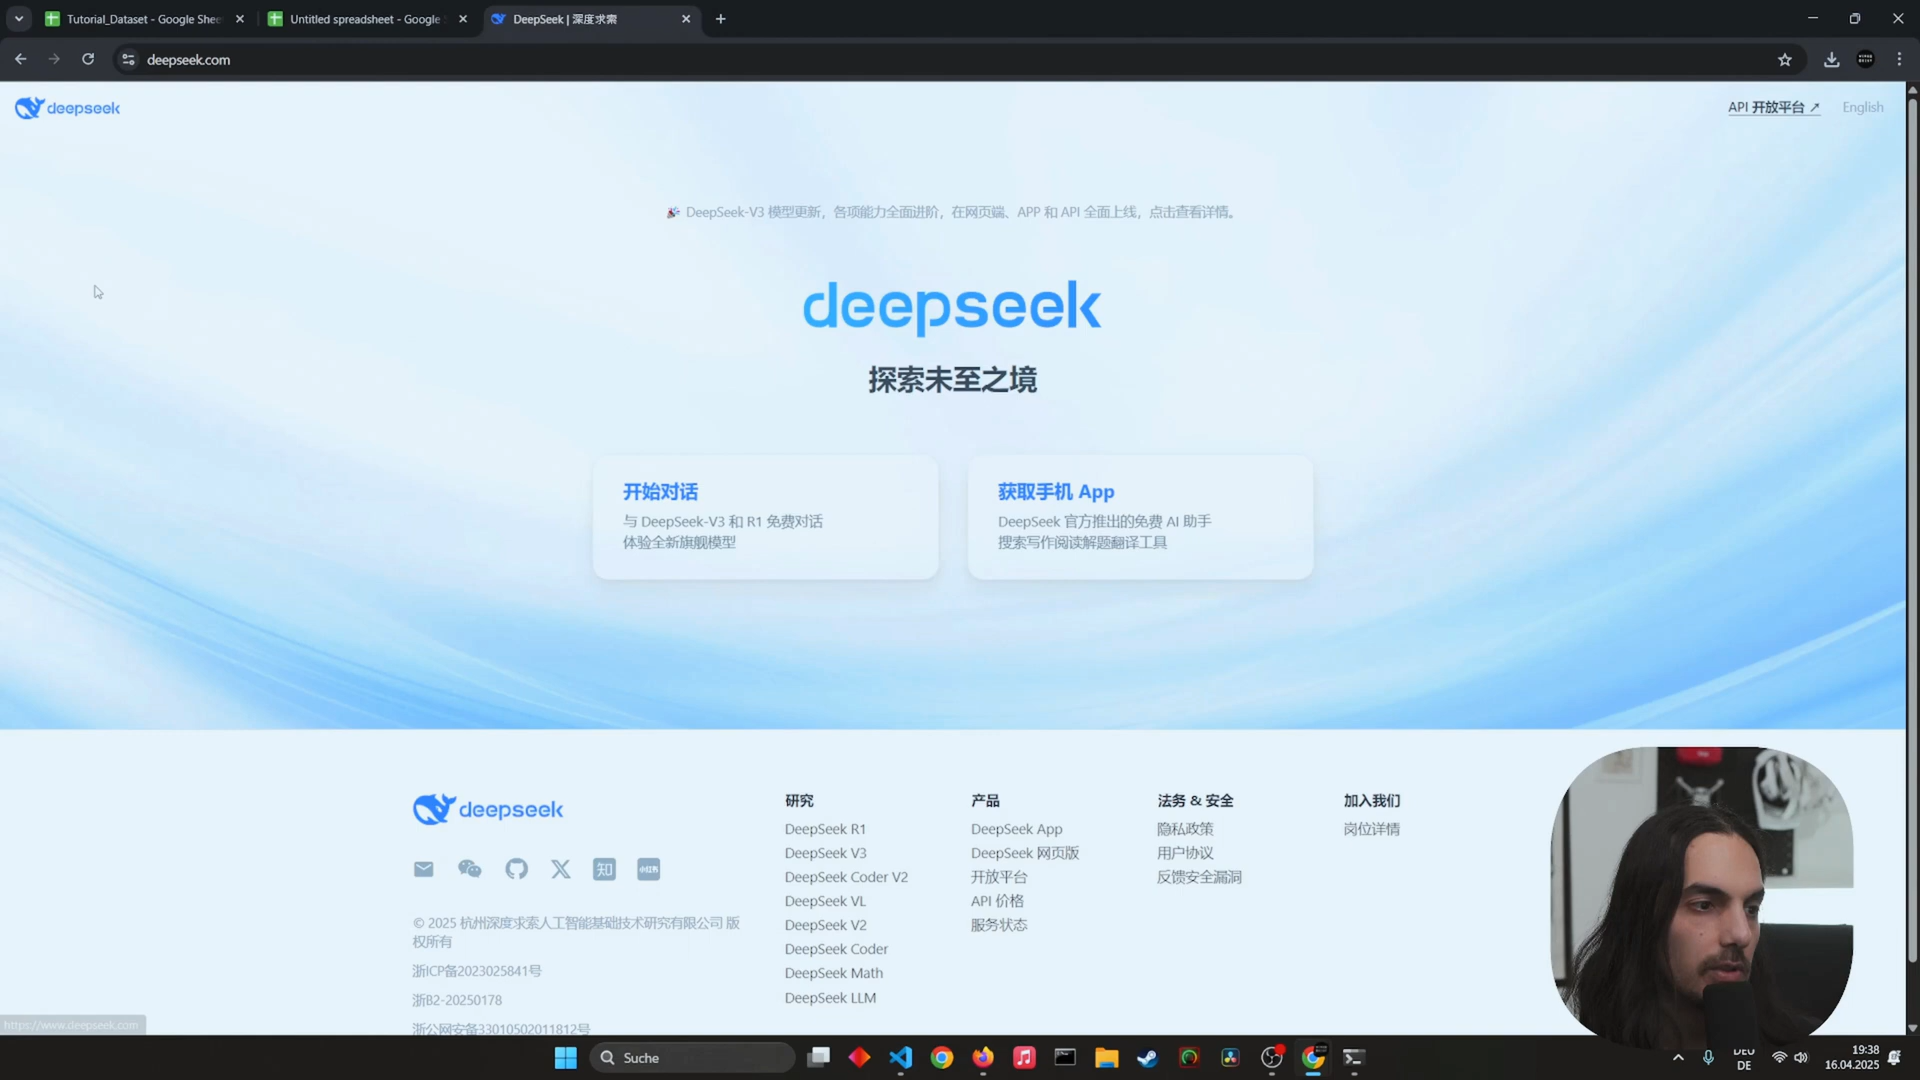 Tutorial_Dataset - Google Shee
Untitled spreadsheet - Google
DeepSeek | 深度求索
deepseek.com
deepseek
API 开放平台 ↗
English
🎉 DeepSeek-V3 模型更新，各项能力全面进阶，在网页端、APP 和 API 全面上线，点击查看详情。
deepseek
探索未至之境
开始对话
与 DeepSeek-V3 和 R1 免费对话
体验全新旗舰模型
获取手机 App
DeepSeek 官方推出的免费 AI 助手
搜索写作阅读解题翻译工具
deepseek
知
小红书
© 2025 杭州深度求索人工智能基础技术研究有限公司 版
权所有
浙ICP备2023025841号
浙B2-20250178
浙公网安备33010502011812号
研究
DeepSeek R1
DeepSeek V3
DeepSeek Coder V2
DeepSeek VL
DeepSeek V2
DeepSeek Coder
DeepSeek Math
DeepSeek LLM
产品
DeepSeek App
DeepSeek 网页版
开放平台
API 价格
服务状态
法务 & 安全
隐私政策
用户协议
反馈安全漏洞
加入我们
岗位详情
https://www.deepseek.com
Suche
DEU
DE
19:38
16.04.2025